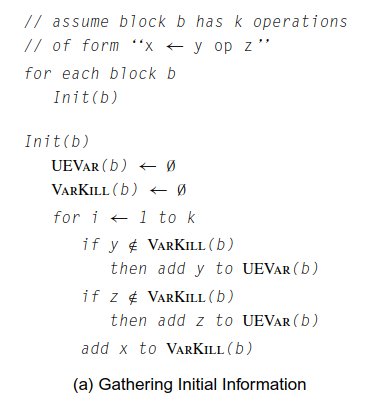 // assume block b has k operations
// of form ‘‘x ← y op z’’
for each block b
Init(b)
Init(b)
UEVAR(b) ← Ø
VARKILL(b) ← Ø
for i ← 1 to k
if y ∉ VARKILL(b)
then add y to UEVAR(b)
if z ∉ VARKILL(b)
then add z to UEVAR(b)
add x to VARKILL(b)
(a) Gathering Initial Information